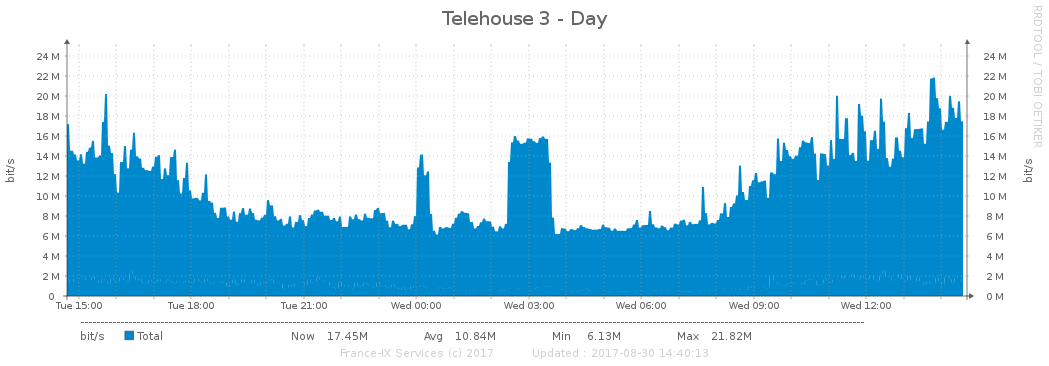 Telehouse 3 - Day
RRDTOOL / TOBI OETIKER
bit/s
24 M 24 M
22 M 22 M
20 M 20 M
18 M 18 M
16 M 16 M
14 M 14 M
12 M 12 M
10 M 10 M
8 M 8 M
6 M 6 M
4 M 4 M
2 M 2 M
0 0 M
bit/s
Tue 15:00 Tue 18:00 Tue 21:00 Wed 00:00 Wed 03:00 Wed 06:00 Wed 09:00 Wed 12:00
bit/s Total Now 17.45M Avg 10.84M Min 6.13M Max 21.82M
France-IX Services (c) 2017 Updated : 2017-08-30 14:40:13